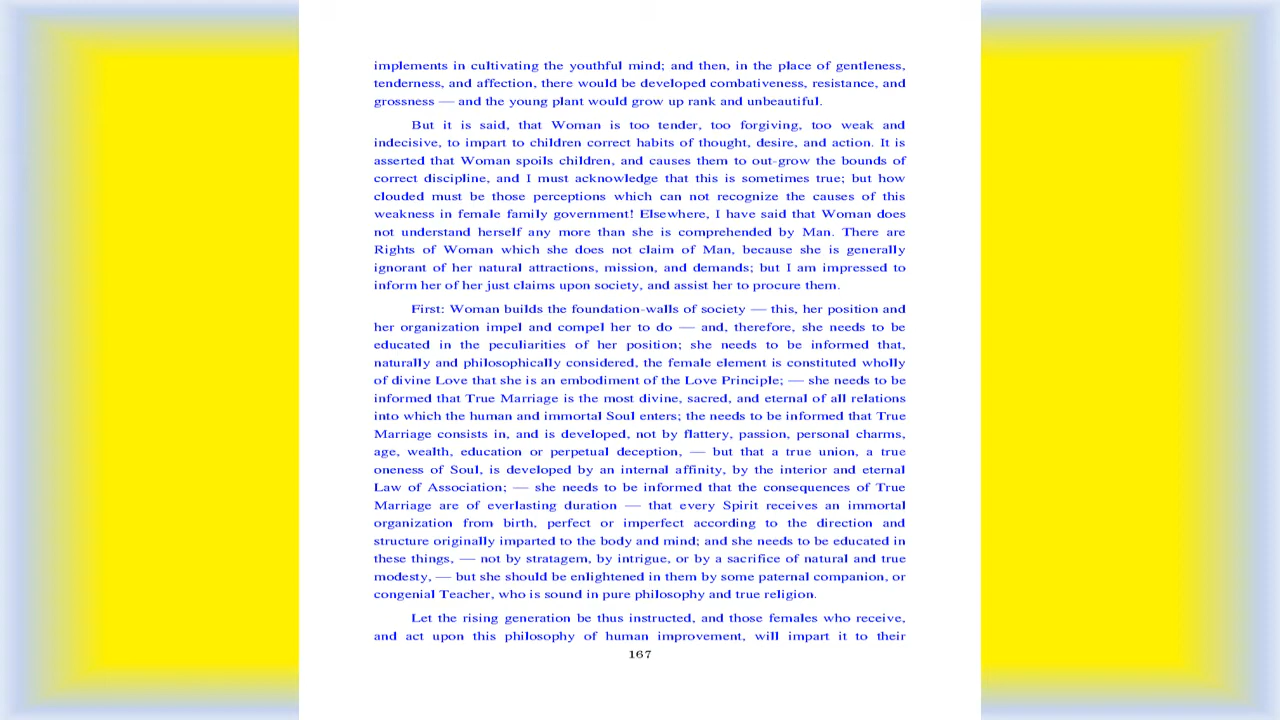 implements in cultivating the youthful mind; and then, in the place of gentleness,
tenderness, and affection, there would be developed combativeness, resistance, and
grossness — and the young plant would grow up rank and unbeautiful.
But it is said, that Woman is too tender, too forgiving, too weak and
indecisive, to impart to children correct habits of thought, desire, and action. It is
asserted that Woman spoils children, and causes them to out-grow the bounds of
correct discipline, and I must acknowledge that this is sometimes true; but how
clouded must be those perceptions which can not recognize the causes of this
weakness in female family government! Elsewhere, I have said that Woman does
not understand herself any more than she is comprehended by Man. There are
Rights of Woman which she does not claim of Man, because she is generally
ignorant of her natural attractions, mission, and demands; but I am impressed to
inform her of her just claims upon society, and assist her to procure them.
First: Woman builds the foundation-walls of society — this, her position and
her organization impel and compel her to do — and, therefore, she needs to be
educated in the peculiarities of her position; she needs to be informed that,
naturally and philosophically considered, the female element is constituted wholly
of divine Love that she is an embodiment of the Love Principle; — she needs to be
informed that True Marriage is the most divine, sacred, and eternal of all relations
into which the human and immortal Soul enters; the needs to be informed that True
Marriage consists in, and is developed, not by flattery, passion, personal charms,
age, wealth, education or perpetual deception, — but that a true union, a true
oneness of Soul, is developed by an internal affinity, by the interior and eternal
Law of Association; — she needs to be informed that the consequences of True
Marriage are of everlasting duration — that every Spirit receives an immortal
organization from birth, perfect or imperfect according to the direction and
structure originally imparted to the body and mind; and she needs to be educated in
these things, — not by stratagem, by intrigue, or by a sacrifice of natural and true
modesty, — but she should be enlightened in them by some paternal companion, or
congenial Teacher, who is sound in pure philosophy and true religion.
Let the rising generation be thus instructed, and those females who receive,
and act upon this philosophy of human improvement, will impart it to their
167